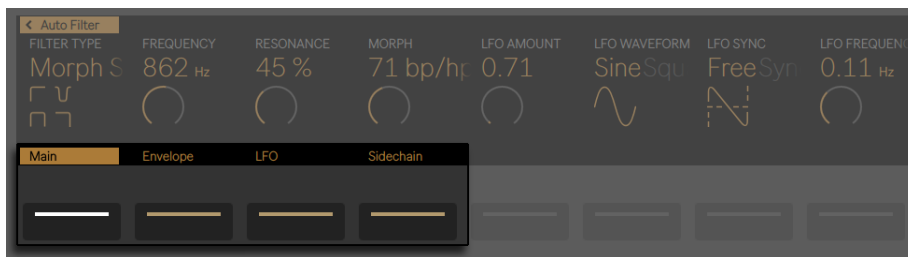 < Auto Filter
FILTER TYPE FREQUENCY RESONANCE MORPH LFO AMOUNT LFO WAVEFORM LFO SYNC LFO FREQUENC
Morph S 862 Hz 45 % 71 bp/hp 0.71 Sine Squ Free Syn 0.11 Hz
Main Envelope LFO Sidechain